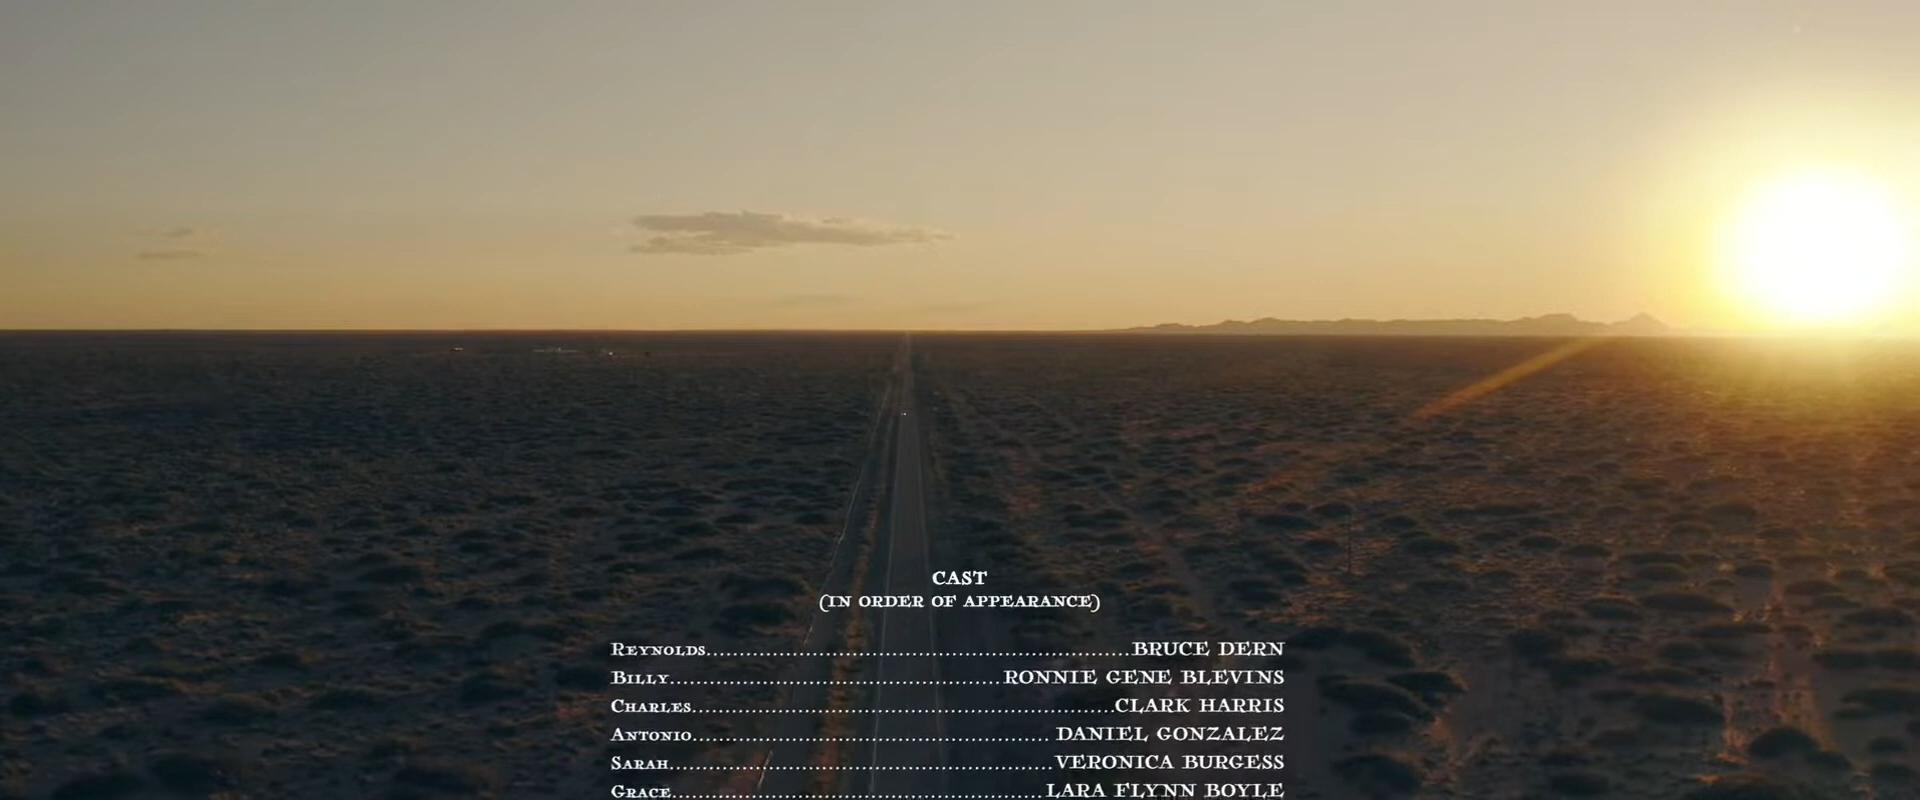 CAST
(IN ORDER OF APPEARANCE)
REYNOLDS..............................................................BRUCE DERN
BILLY................................................RONNIE GENE BLEVINS
CHARLES.............................................................CLARK HARRIS
ANTONIO.................................................... DANIEL GONZALEZ
SARAH........................................................VERONICA BURGESS
GRACE.......................................................LARA FLYNN BOYLE